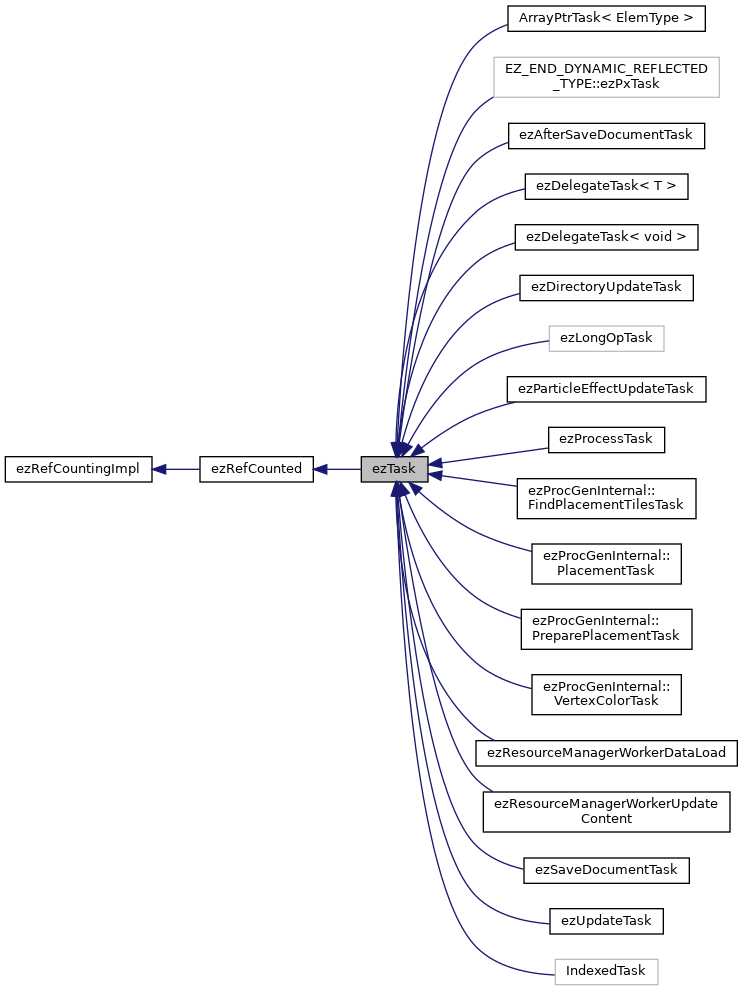 ArrayPtrTask< ElemType >
EZ_END_DYNAMIC_REFLECTED
_TYPE::ezPxTask
ezAfterSaveDocumentTask
ezDelegateTask< T >
ezDelegateTask< void >
ezDirectoryUpdateTask
ezLongOpTask
ezParticleEffectUpdateTask
ezProcessTask
ezRefCountingImpl
ezRefCounted
ezTask
ezProcGenInternal::
FindPlacementTilesTask
ezProcGenInternal::
PlacementTask
ezProcGenInternal::
PreparePlacementTask
ezProcGenInternal::
VertexColorTask
ezResourceManagerWorkerDataLoad
ezResourceManagerWorkerUpdate
Content
ezSaveDocumentTask
ezUpdateTask
IndexedTask